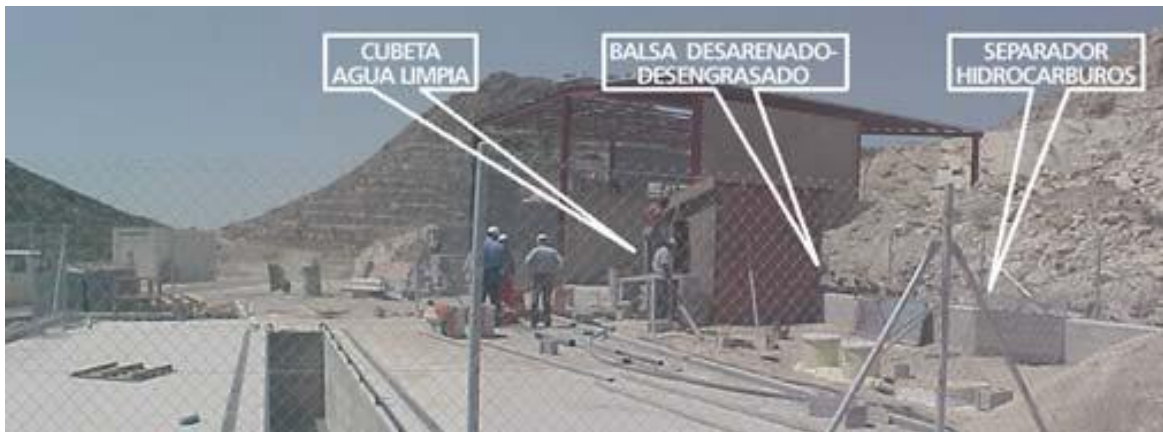 CUBETA
AGUA LIMPIA
BALSA DESARENADO-
DESENGRASADO
SEPARADOR
HIDROCARBUROS